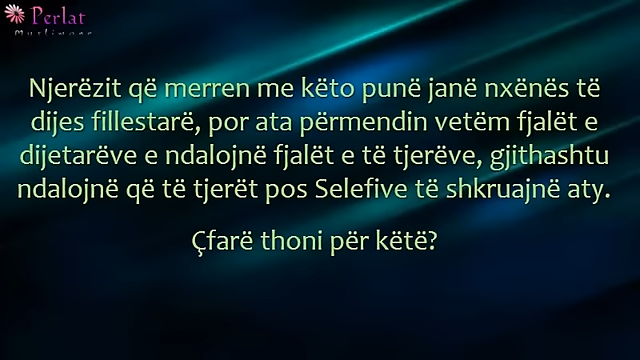 Perlat
Muslimane
Njerëzit që merren me këto punë janë nxënës të
dijes fillestarë, por ata përmendin vetëm fjalët e
dijetarëve e ndalojnë fjalët e të tjerëve, gjithashtu
ndalojnë që të tjerët pos Selefive të shkruajnë aty.
Çfarë thoni për këtë?